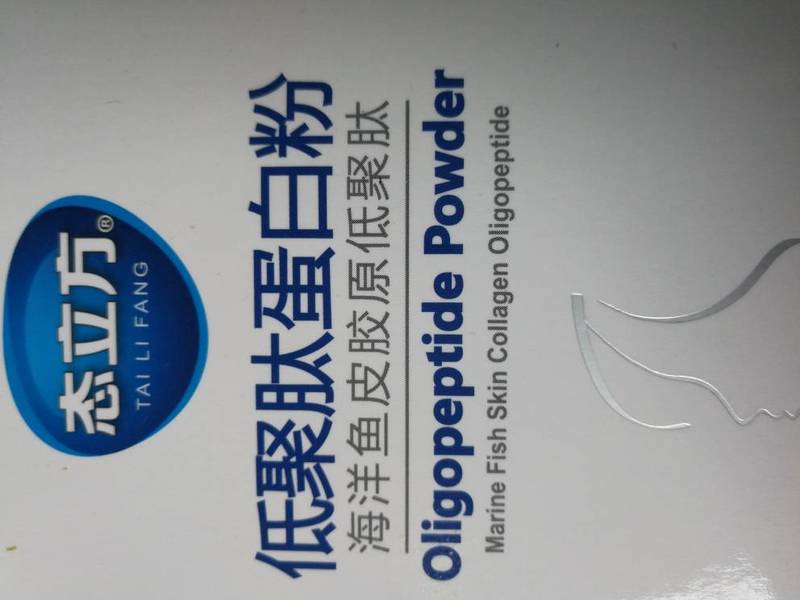 态立方®
TAI LI FANG
低聚肽蛋白粉
海洋鱼皮胶原低聚肽
Oligopeptide Powder
Marine Fish Skin Collagen Oligopeptide